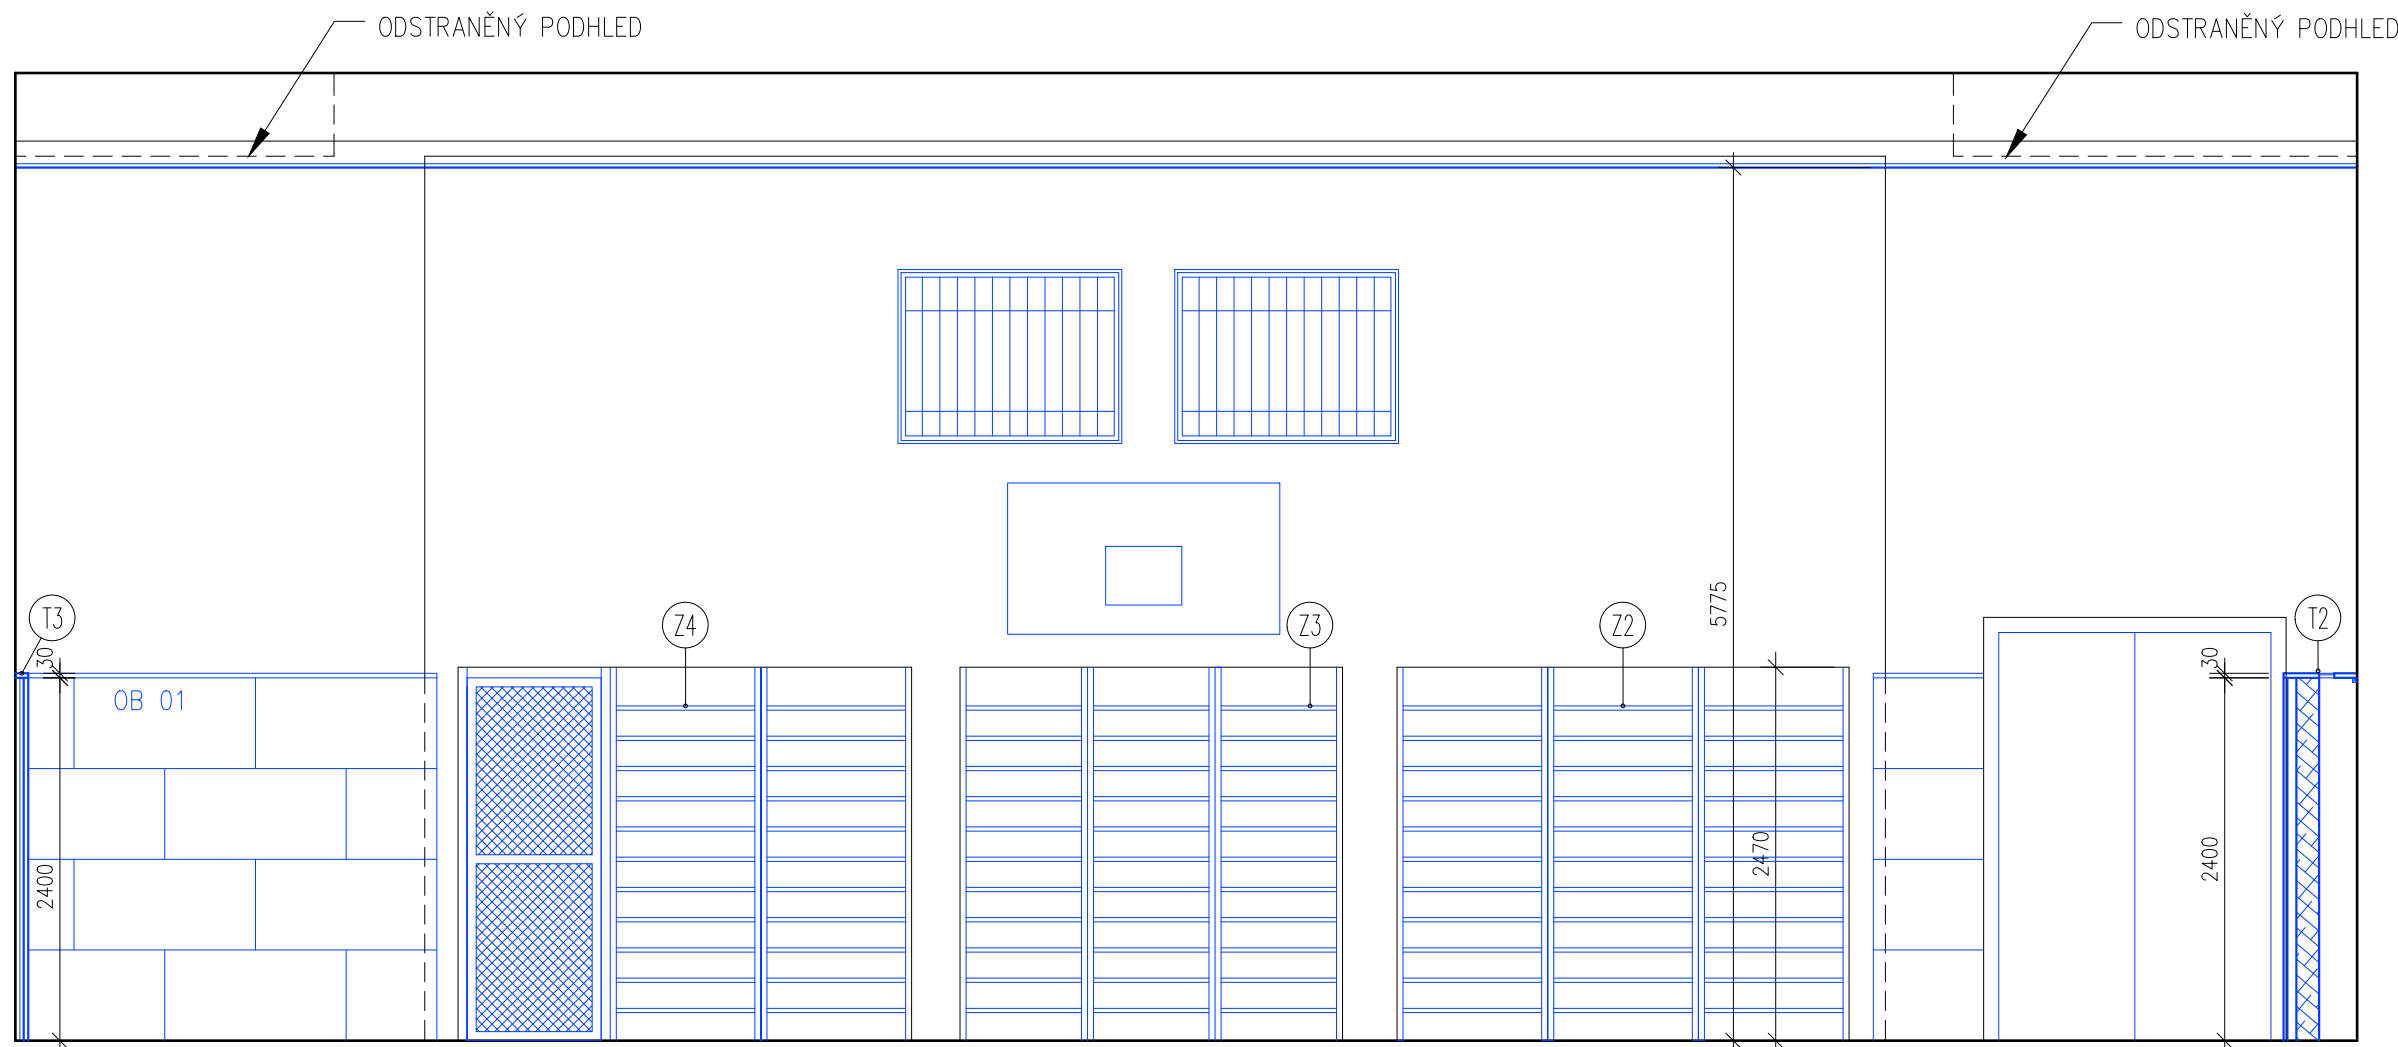 ODSTRANĚNÝ PODHLED
ODSTRANĚNÝ PODHLED
T3
Z4
Z3
Z2
T2
5775
30
30
OB 01
2400
2470
2400